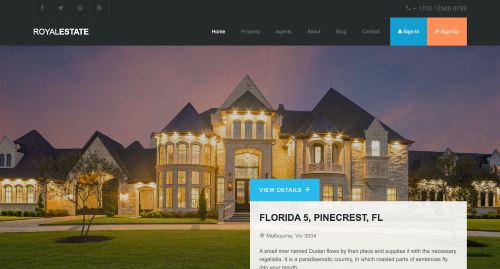 + 1700 12345 6789
ROYALESTATE
Home Property Agents About Blog Contact Sign In Sign Up
VIEW DETAILS +
FLORIDA 5, PINECREST, FL
Melbourne, Vic 3004
A small river named Duden flows by their place and supplies it with the necessary
regelialia. It is a paradisematic country, in which roasted parts of sentences fly
into your mouth.